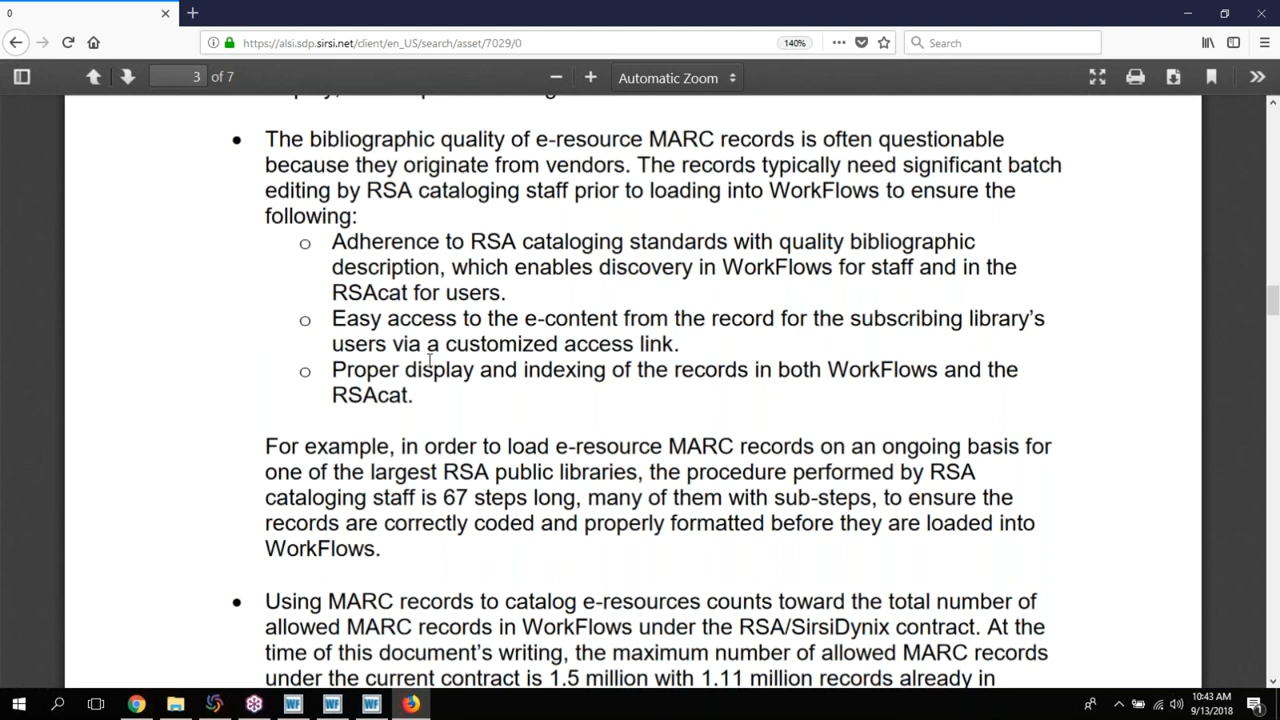 0
https://alsi.sdp.sirsi.net/client/en_US/search/asset/7029/0
140%
Search
3 of 7
Automatic Zoom
• The bibliographic quality of e-resource MARC records is often questionable
because they originate from vendors. The records typically need significant batch
editing by RSA cataloging staff prior to loading into WorkFlows to ensure the
following:
o Adherence to RSA cataloging standards with quality bibliographic
description, which enables discovery in WorkFlows for staff and in the
RSAcat for users.
o Easy access to the e-content from the record for the subscribing library’s
users via a customized access link.
o Proper display and indexing of the records in both WorkFlows and the
RSAcat.
For example, in order to load e-resource MARC records on an ongoing basis for
one of the largest RSA public libraries, the procedure performed by RSA
cataloging staff is 67 steps long, many of them with sub-steps, to ensure the
records are correctly coded and properly formatted before they are loaded into
WorkFlows.
• Using MARC records to catalog e-resources counts toward the total number of
allowed MARC records in WorkFlows under the RSA/SirsiDynix contract. At the
time of this document’s writing, the maximum number of allowed MARC records
under the current contract is 1.5 million with 1.11 million records already in
WF
WF
WF
10:43 AM
9/13/2018
1